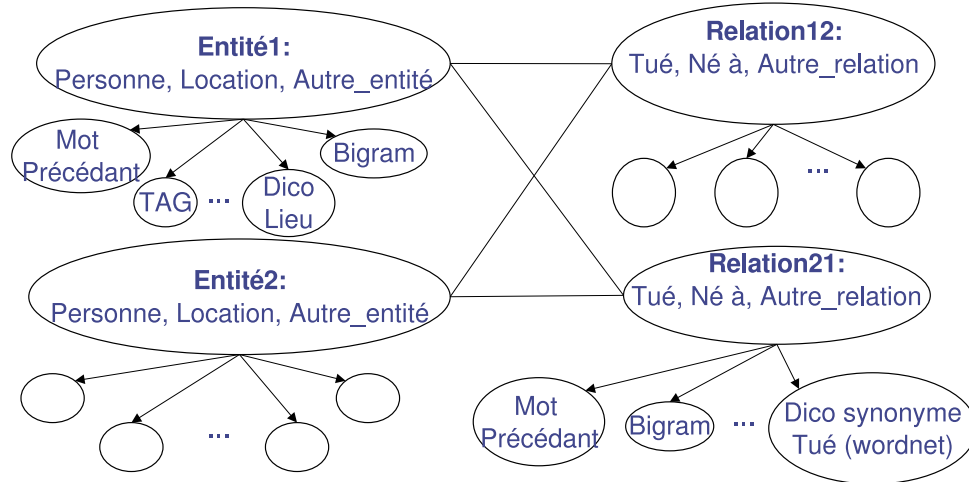 Entité1:
Personne, Location, Autre_entité
Mot
Précédant
TAG
...
Dico
Lieu
Bigram
Relation12:
Tué, Né à, Autre_relation
...
Entité2:
Personne, Location, Autre_entité
...
Relation21:
Tué, Né à, Autre_relation
Mot
Précédant
Bigram
...
Dico synonyme
Tué (wordnet)